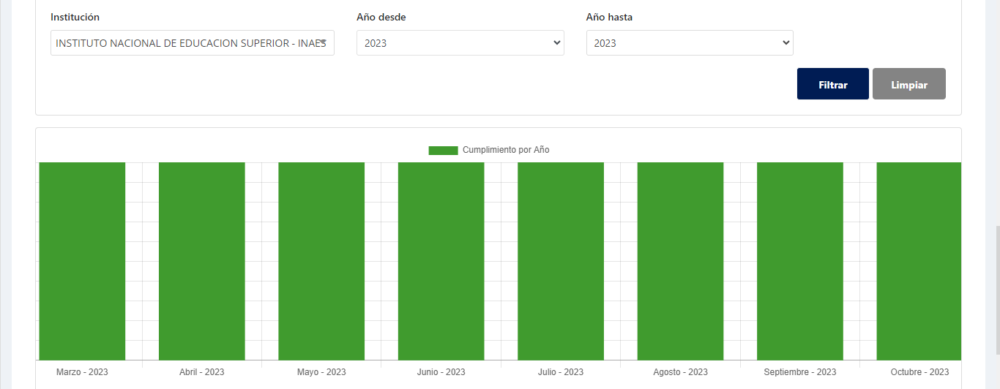 Institución Año desde Año hasta
INSTITUTO NACIONAL DE EDUCACION SUPERIOR - INAES 2023 2023
Filtrar Limpiar
Cumplimiento por Año
Marzo - 2023 Abril - 2023 Mayo - 2023 Junio - 2023 Julio - 2023 Agosto - 2023 Septiembre - 2023 Octubre - 2023